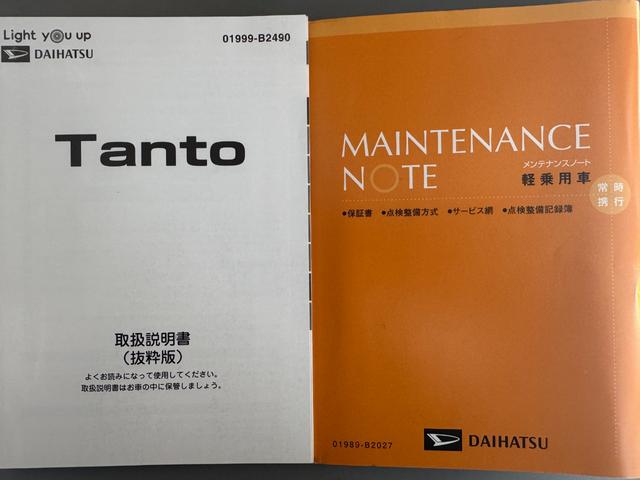 Light you up
DAIHATSU
01999-B2490
Tanto
取扱説明書
(抜粋版)
よくお読みになって使用してください。
取扱説明書はお車の中に保管しましょう。
MAINTENANCE
NOTE
メンテナンスノート
軽乗用車
常時
携行
●保証書 ●点検整備方式 ●サービス網 ●点検整備記録簿
01989-B2027
DAIHATSU